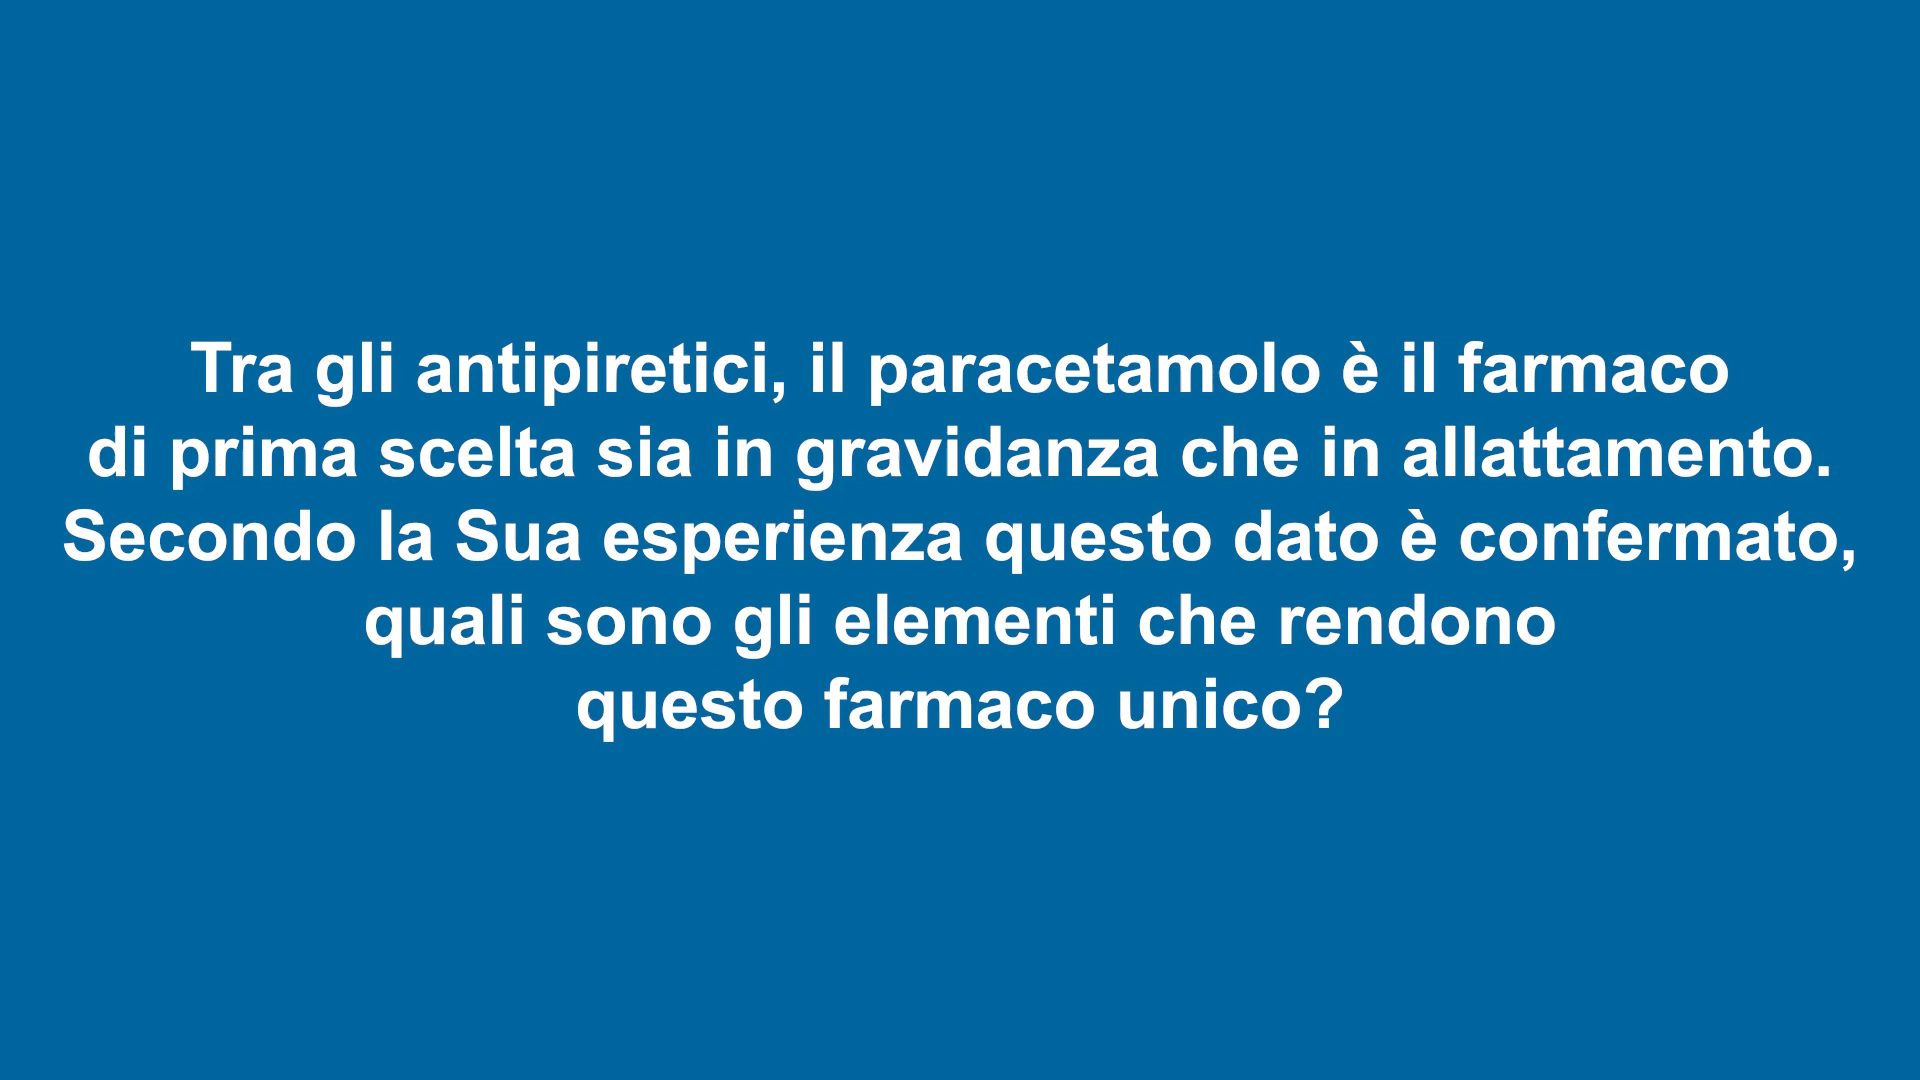 Tra gli antipiretici, il paracetamolo è il farmaco
di prima scelta sia in gravidanza che in allattamento.
Secondo la Sua esperienza questo dato è confermato,
quali sono gli elementi che rendono
questo farmaco unico?